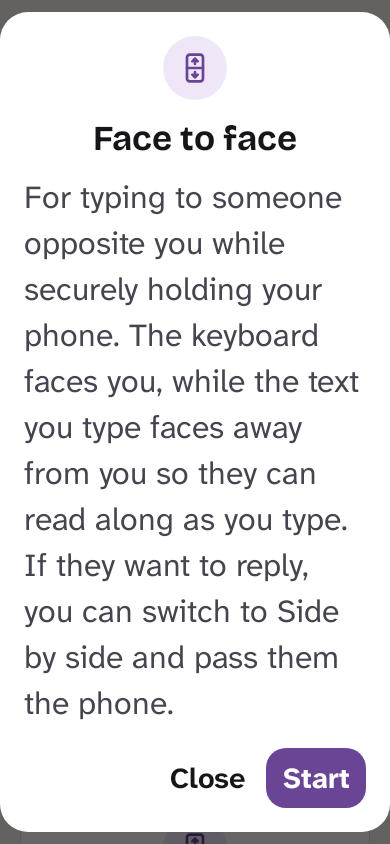 Face to face
For typing to someone
opposite you while
securely holding your
phone. The keyboard
faces you, while the text
you type faces away
from you so they can
read along as you type.
If they want to reply,
you can switch to Side
by side and pass them
the phone.
Close Start